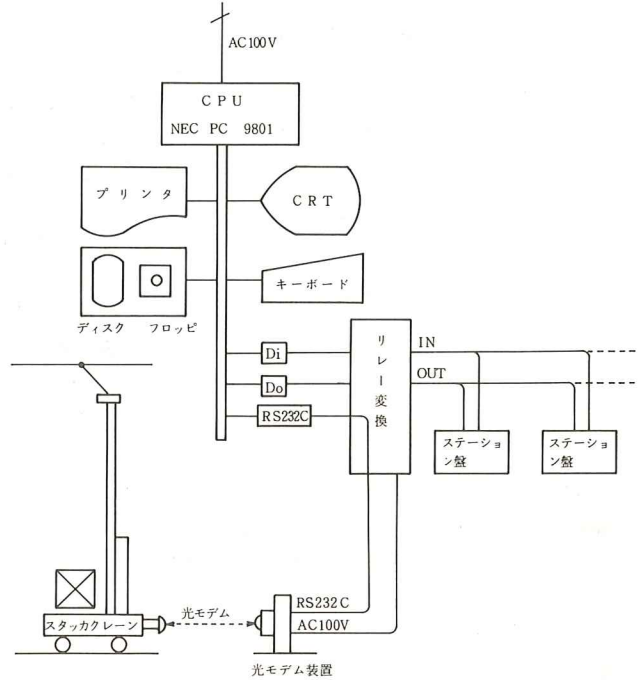 AC100V
CPU
NEC PC 9801
プリンタ
CRT
キーボード
ディスク フロッピ
Di
Do
RS232C
リレー変換
IN
OUT
ステーショ
ン盤
ステーショ
ン盤
スタッカクレーン
光モデム
RS232C
AC100V
光モデム装置